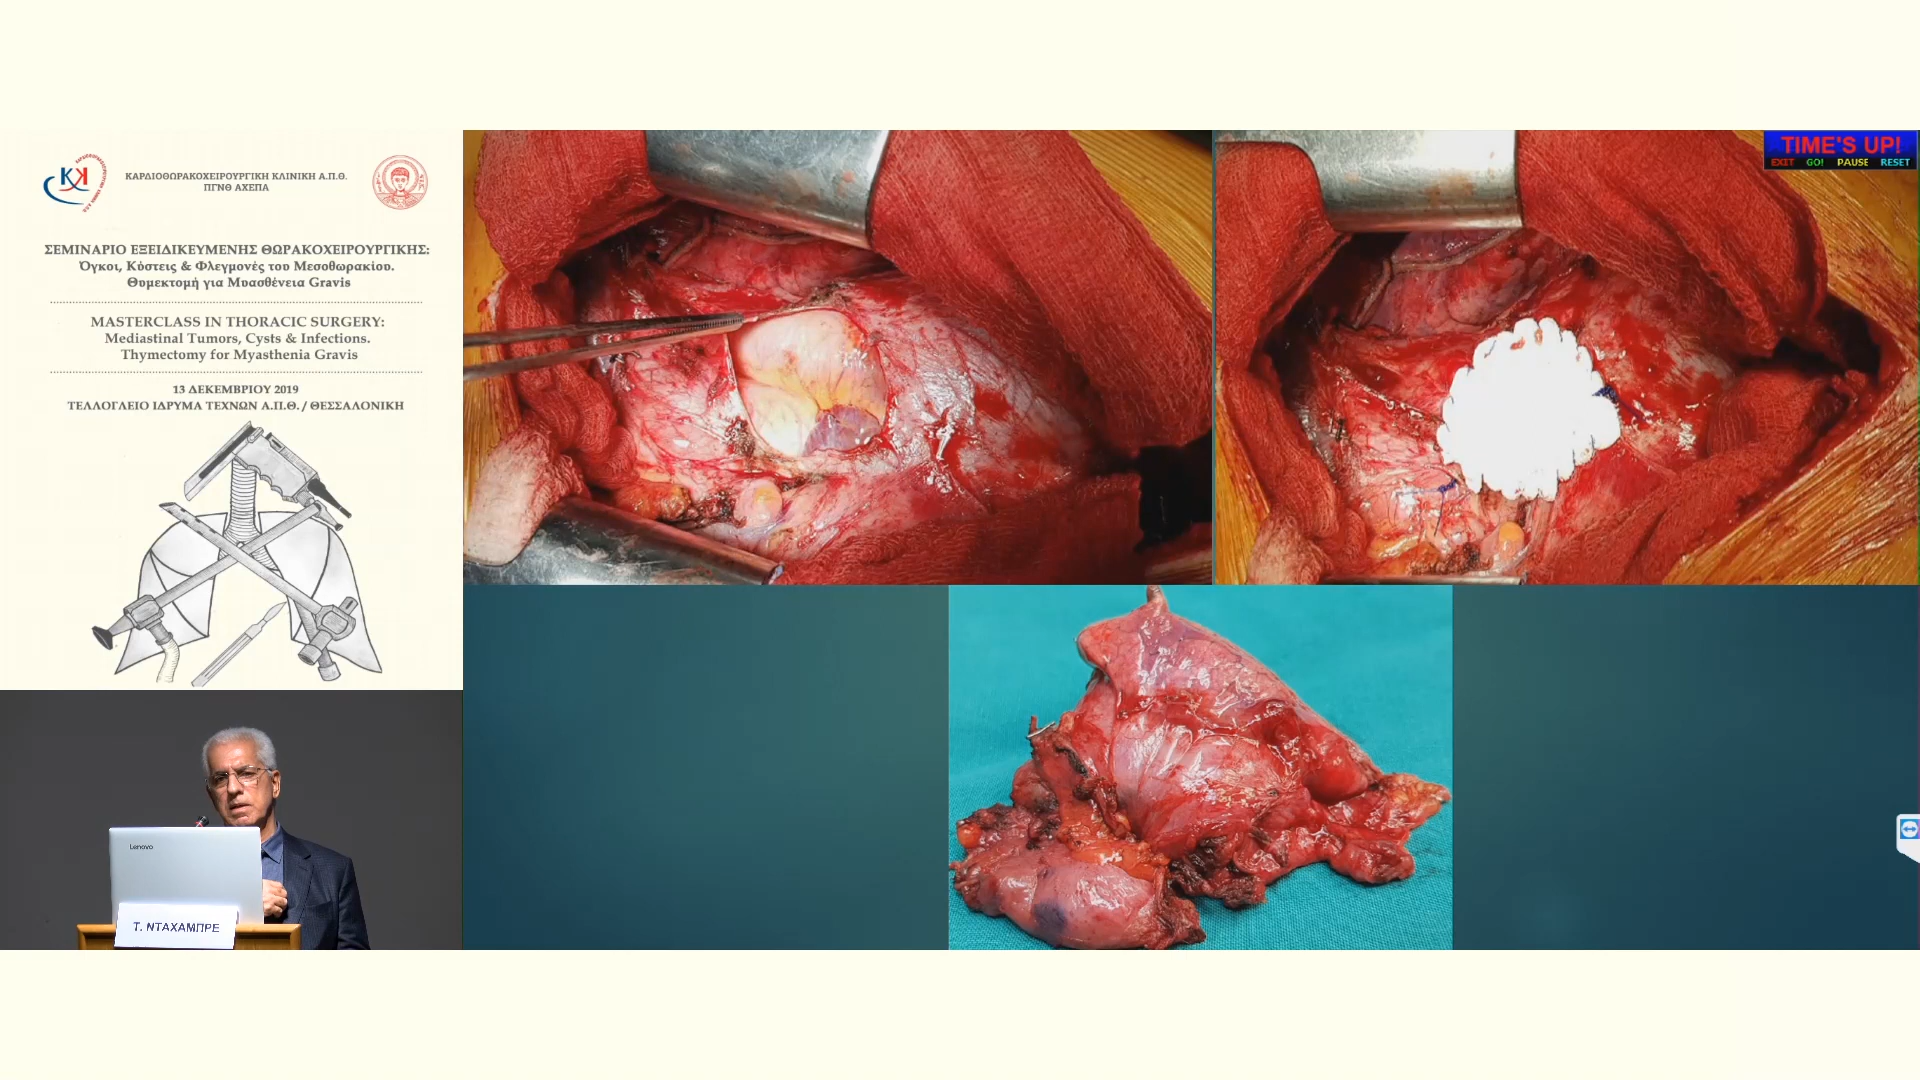 ΚΚ
ΚΑΡΔΙΟΘΩΡΑΚΟΧΕΙΡΟΥΡΓΙΚΗ ΚΛΙΝΙΚΗ Α.Π.Θ.
ΠΓΝΘ ΑΧΕΠΑ
ΣΕΜΙΝΑΡΙΟ ΕΞΕΙΔΙΚΕΥΜΕΝΗΣ ΘΩΡΑΚΟΧΕΙΡΟΥΡΓΙΚΗΣ:
Όγκοι, Κύστεις & Φλεγμονές του Μεσοθωρακίου.
Θυμεκτομή για Μυασθένεια Gravis
MASTERCLASS IN THORACIC SURGERY:
Mediastinal Tumors, Cysts & Infections.
Thymectomy for Myasthenia Gravis
13 ΔΕΚΕΜΒΡΙΟΥ 2019
ΤΕΛΛΟΓΛΕΙΟ ΙΔΡΥΜΑ ΤΕΧΝΩΝ Α.Π.Θ. / ΘΕΣΣΑΛΟΝΙΚΗ
Lenovo
Τ. ΝΤΑΧΑΜΠΡΕ
TIME'S UP!
EXIT GO! PAUSE RESET